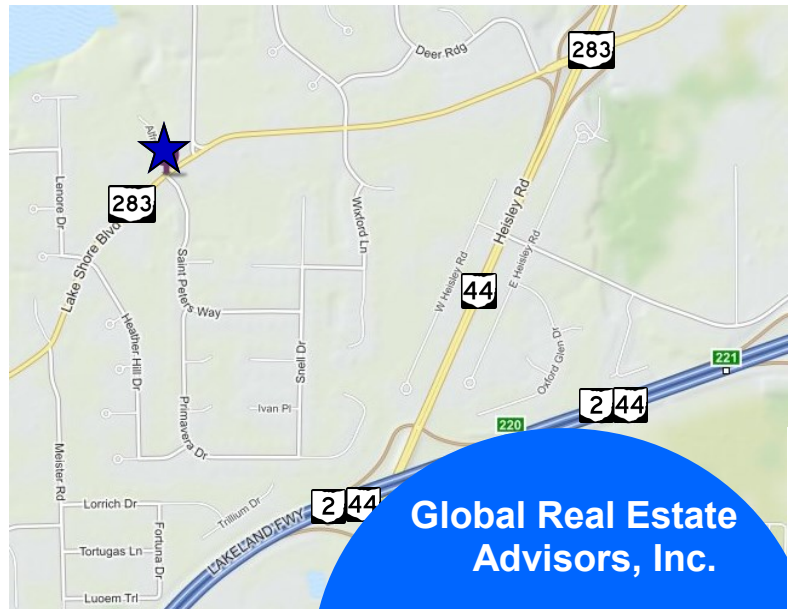 Deer Rdg
283
Alfr
Lenore Dr
283
Lake Shore Blvd
Wixford Ln
Heisley Rd
W Heisley Rd
E Heisley Rd
44
Saint Peters Way
Heather Hill Dr
Snell Dr
Oxford Glen Dr
221
Primavera Dr
Ivan Pl
2 44
220
Meister Rd
Lorrich Dr
Trillium Dr
2 44
LAKELAND FWY
Tortugas Ln
Fortuna Dr
Luoem Trl
Global Real Estate
Advisors, Inc.